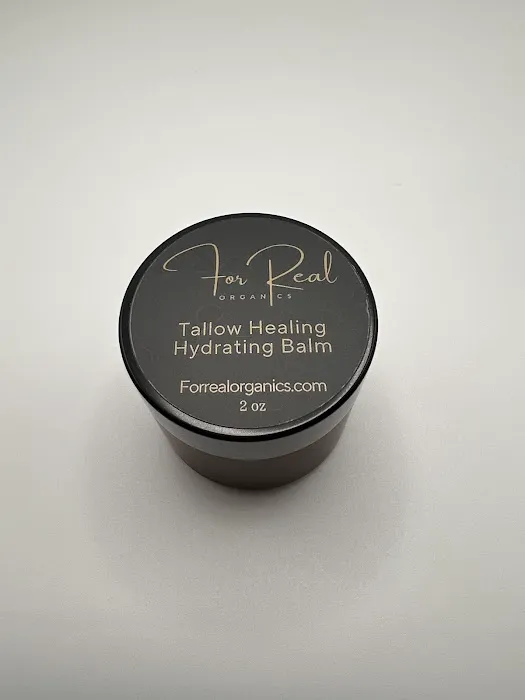 For Real
ORGANICS
Tallow Healing
Hydrating Balm
Forrealorganics.com
2 oz